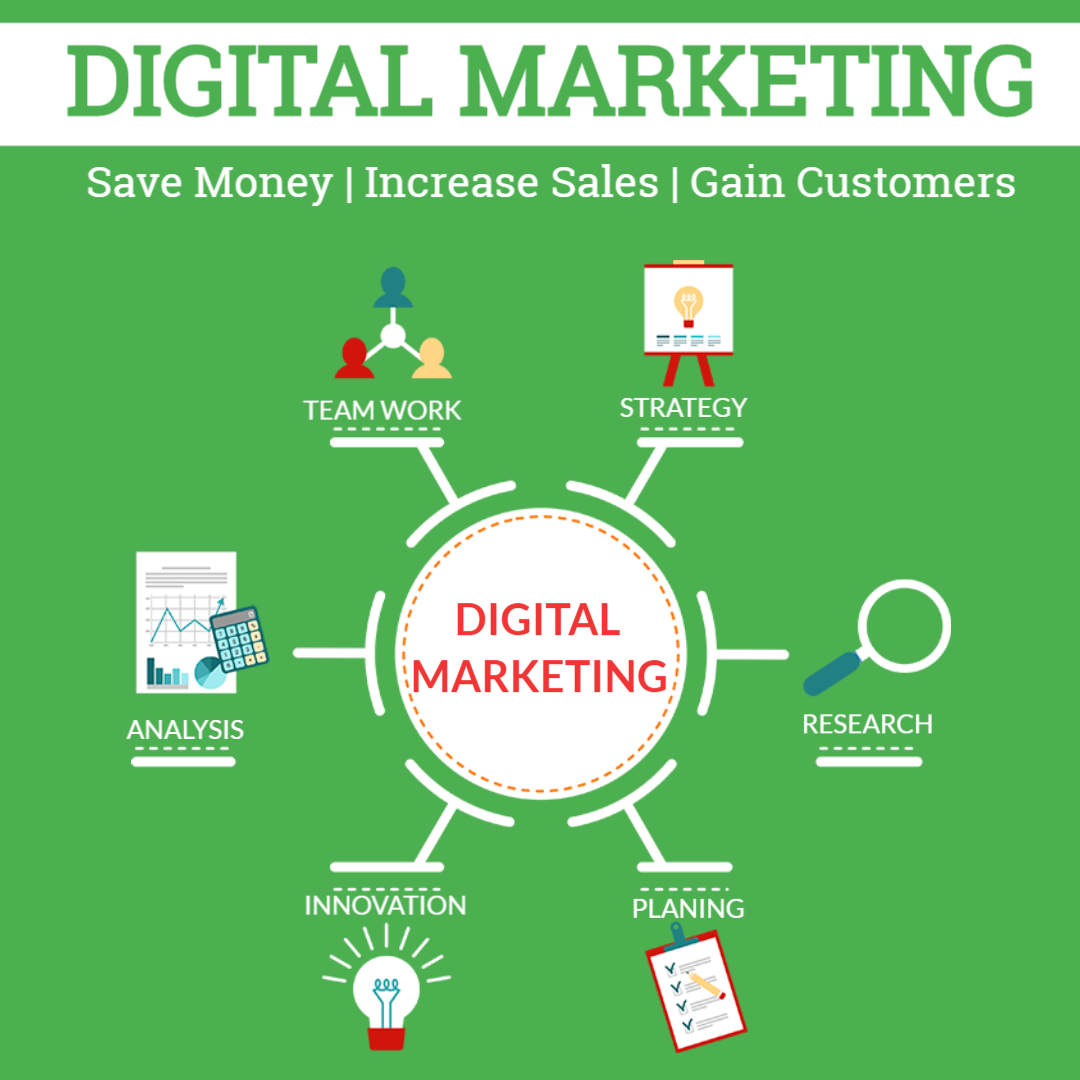 DIGITAL MARKETING
Save Money | Increase Sales | Gain Customers
TEAM WORK
STRATEGY
DIGITAL
MARKETING
ANALYSIS
RESEARCH
INNOVATION
PLANING